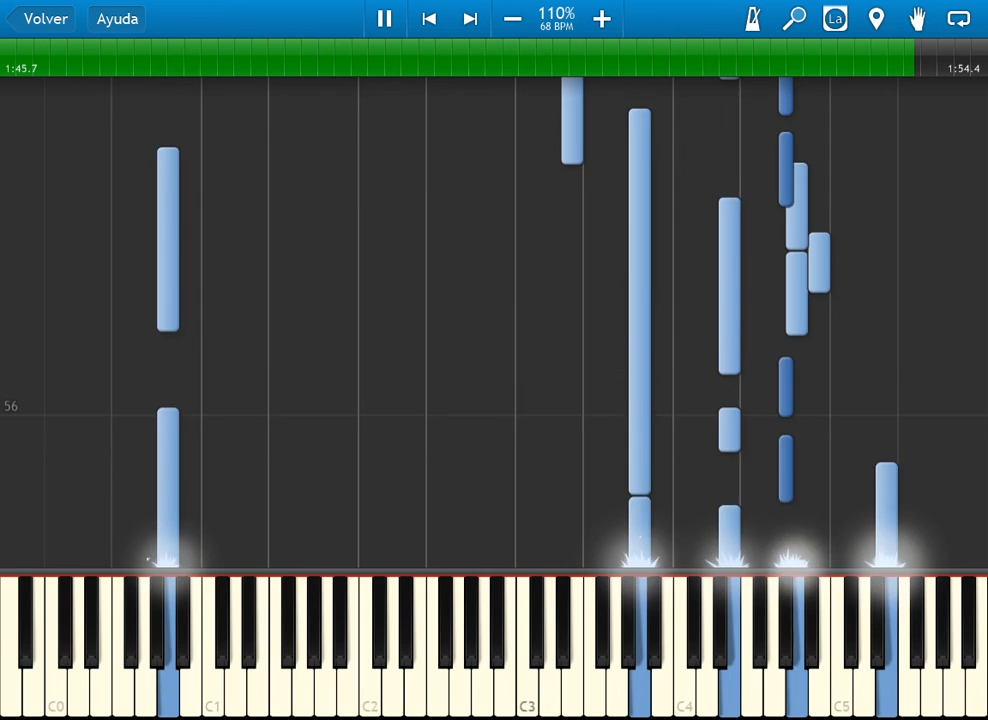 Volver
Ayuda
110%
68 BPM
La
1:45.7
1:54.4
56
C0
C1
C2
C3
C4
C5